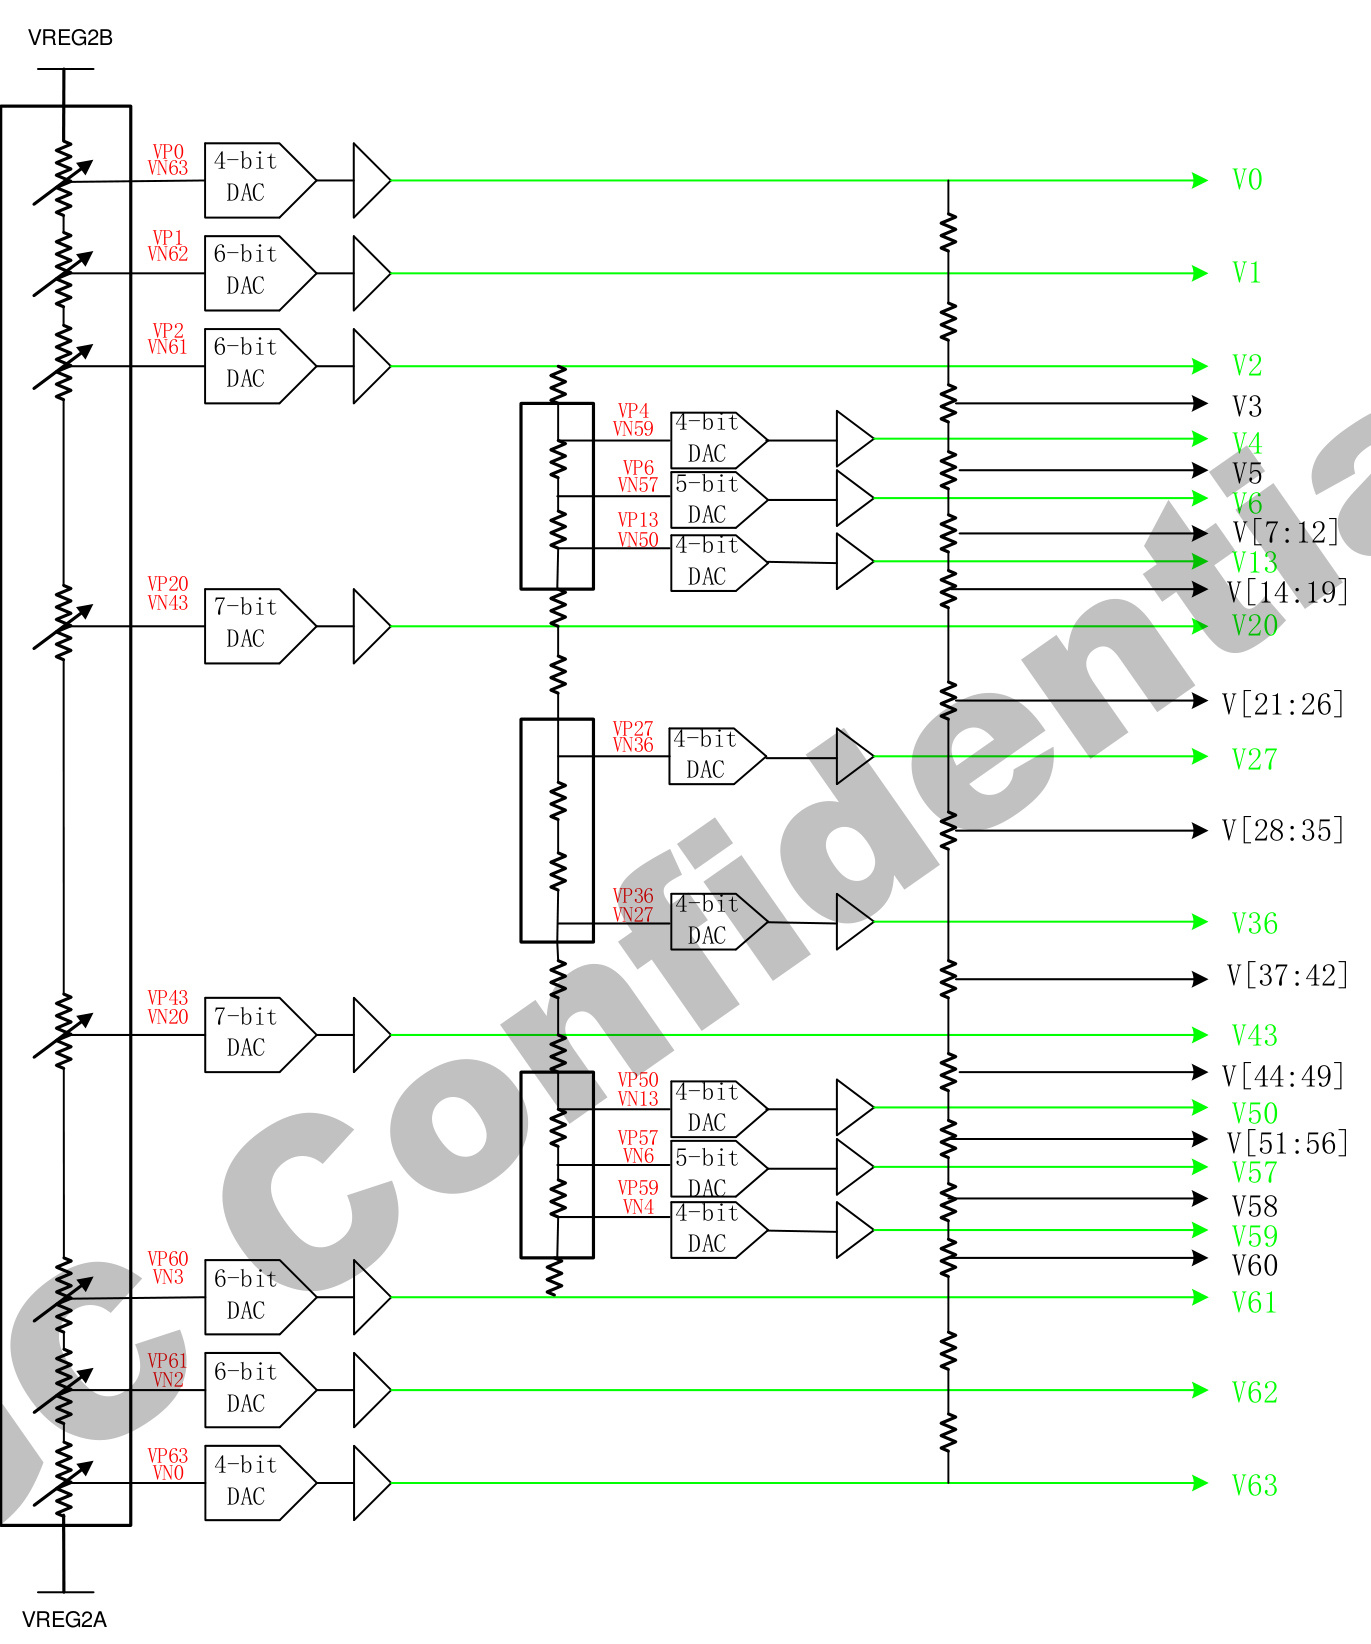 VREG2B
VP0
VN63
4-bit
DAC
V0
VP1
VN62
6-bit
DAC
V1
VP2
VN61
6-bit
DAC
V2
V3
VP4
VN59
4-bit
DAC
V4
V5
VP6
VN57
5-bit
DAC
V6
V[7:12]
VP13
VN50
4-bit
DAC
V13
V[14:19]
VP20
VN43
7-bit
DAC
V20
V[21:26]
VP27
VN36
4-bit
DAC
V27
V[28:35]
VP36
VN27
4-bit
DAC
V36
V[37:42]
VP43
VN20
7-bit
DAC
V43
V[44:49]
VP50
VN13
4-bit
DAC
V50
V[51:56]
VP57
VN6
5-bit
DAC
V57
V58
VP59
VN4
4-bit
DAC
V59
V60
VP60
VN3
6-bit
DAC
V61
VP61
VN2
6-bit
DAC
V62
VP63
VN0
4-bit
DAC
V63
VREG2A
c Confidentia